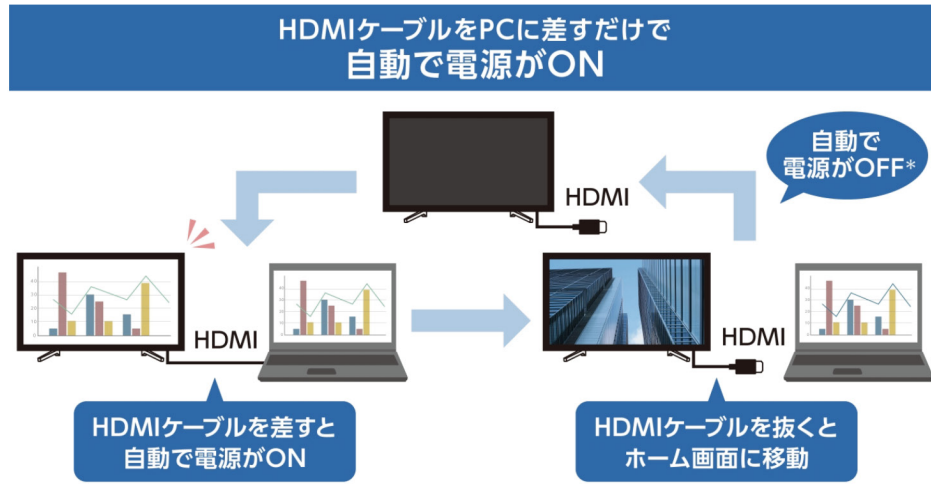 HDMIケーブルをPCに差すだけで
自動で電源がON
自動で
電源がOFF*
HDMI
HDMI
HDMI
HDMIケーブルを差すと
自動で電源がON
HDMIケーブルを抜くと
ホーム画面に移動